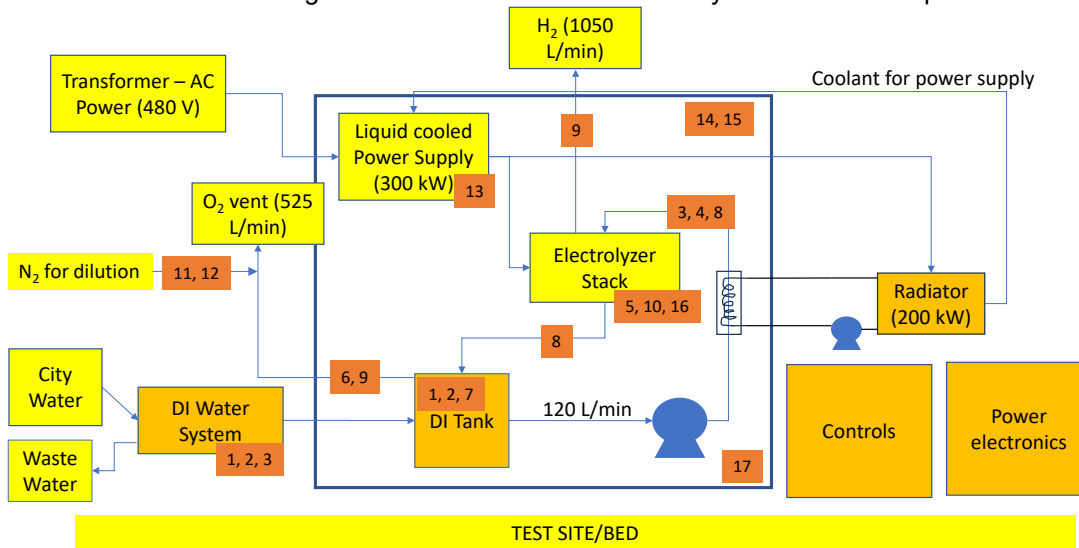 H₂ (1050
L/min)
Transformer – AC
Power (480 V)
Coolant for power supply
9
14, 15
Liquid cooled
Power Supply
(300 kW)
13
O₂ vent (525
L/min)
3, 4, 8
N₂ for dilution
11, 12
Electrolyzer
Stack
5, 10, 16
Radiator
(200 kW)
8
6, 9
City
Water
DI Water
System
1, 2, 3
1, 2, 7
DI Tank
120 L/min
Controls
Power
electronics
Waste
Water
17
TEST SITE/BED